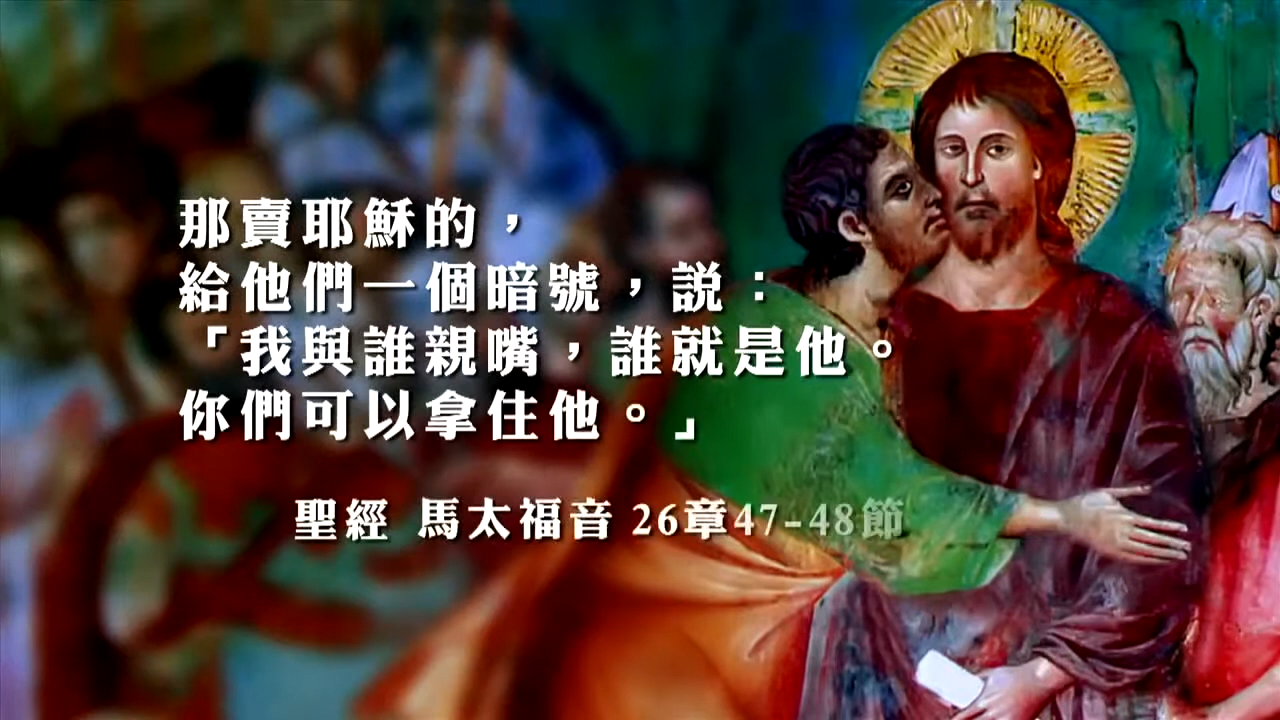 那賣耶穌的，
給他們一個暗號，説：
「我與誰親嘴，誰就是他。
你們可以拿住他。」
聖經 馬太福音 26章47-48節